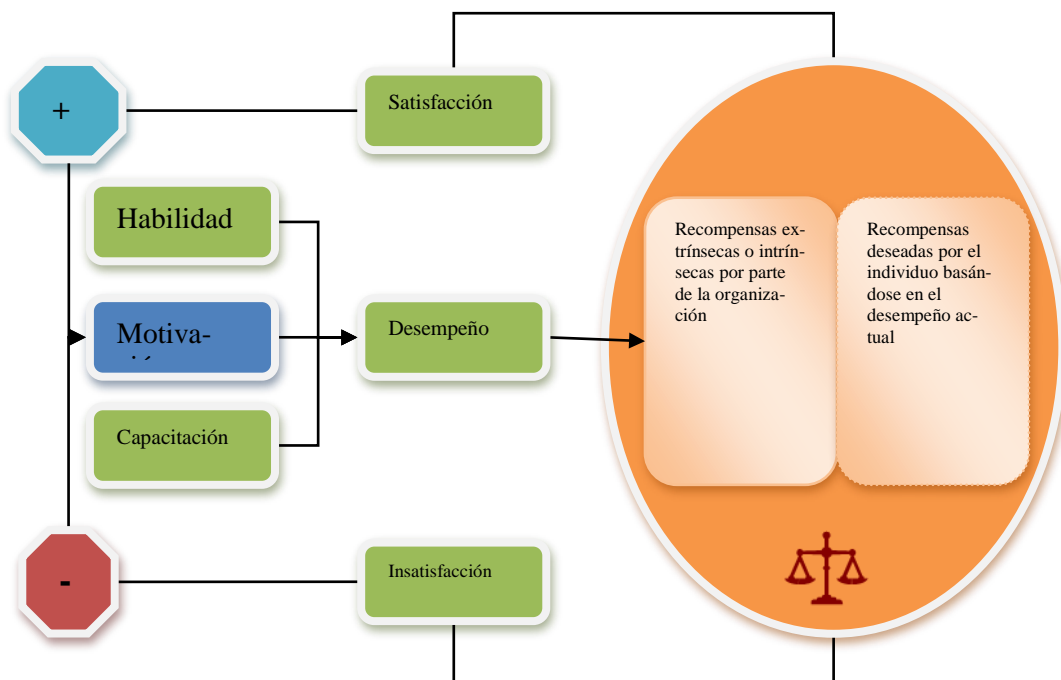 +
Satisfacción
Habilidad
Motiva-
Desempeño
Capacitación
Recompensas ex-
trínsecas o intrín-
secas por parte
de la organiza-
ción
Recompensas
deseadas por el
individuo basán-
dose en el
desempeño ac-
tual
-
Insatisfacción